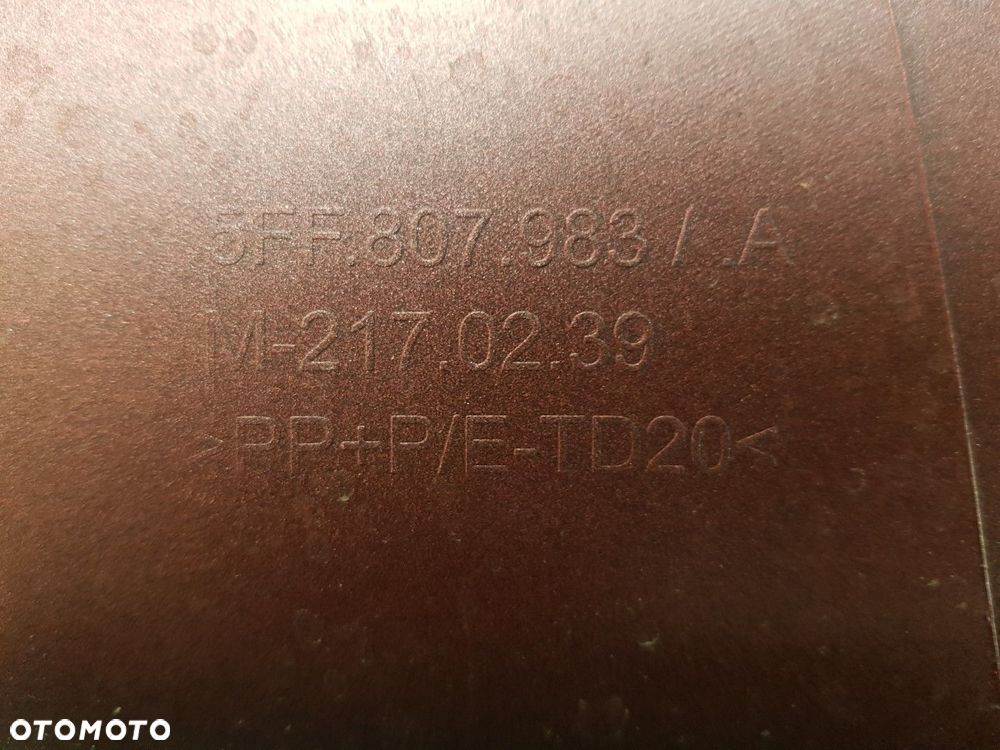 5FF.807.983 / .A
M-217.02.39
>PP+P/E-TD20<
OTOMOTO